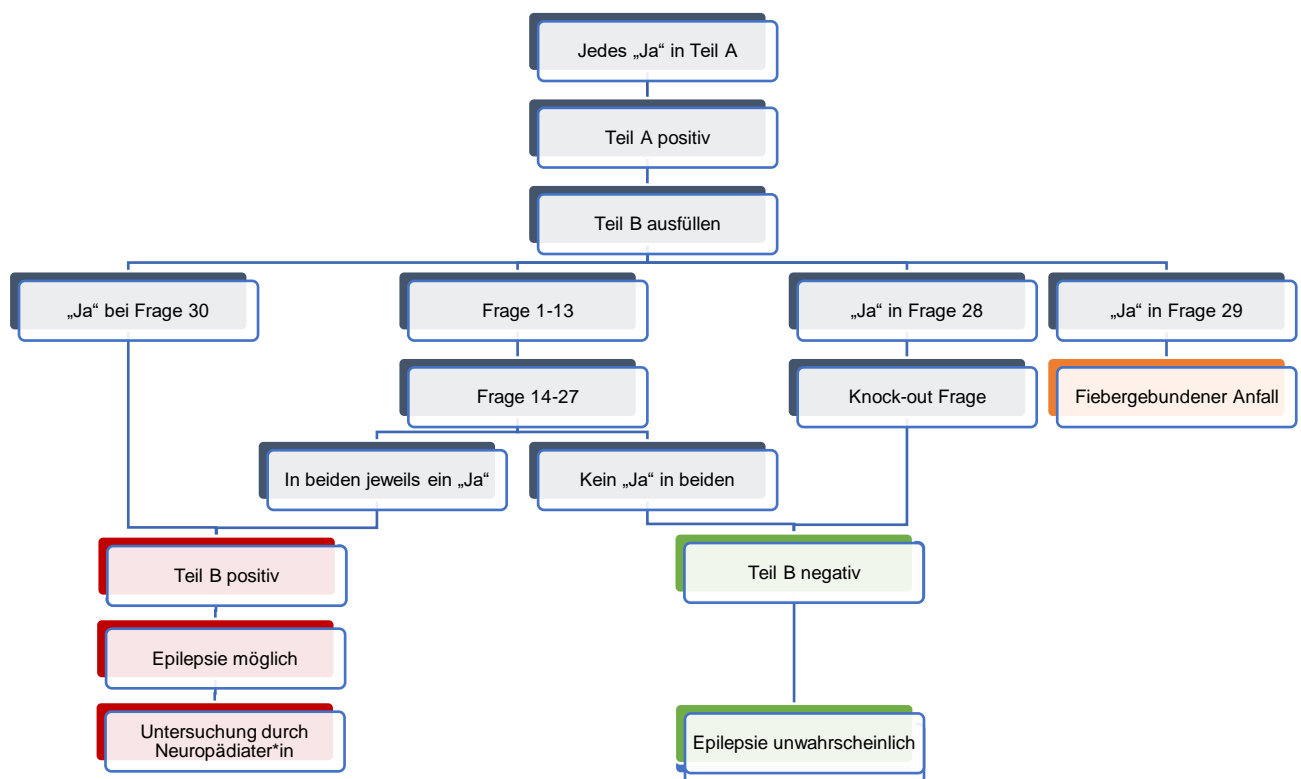 Jedes „Ja“ in Teil A
Teil A positiv
Teil B ausfüllen
„Ja“ bei Frage 30
Frage 1-13
„Ja“ in Frage 28
„Ja“ in Frage 29
Frage 14-27
Knock-out Frage
Fiebergebundener Anfall
In beiden jeweils ein „Ja“
Kein „Ja“ in beiden
Teil B positiv
Teil B negativ
Epilepsie möglich
Untersuchung durch
Neuropädiater*in
Epilepsie unwahrscheinlich